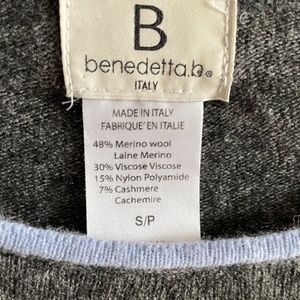 B
benedetta.b®
ITALY
MADE IN ITALY
FABRIQUE' EN ITALIE
48% Merino wool
Laine Merino
30% Viscose Viscose
15% Nylon Polyamide
7% Cashmere
Cachemire
S/P